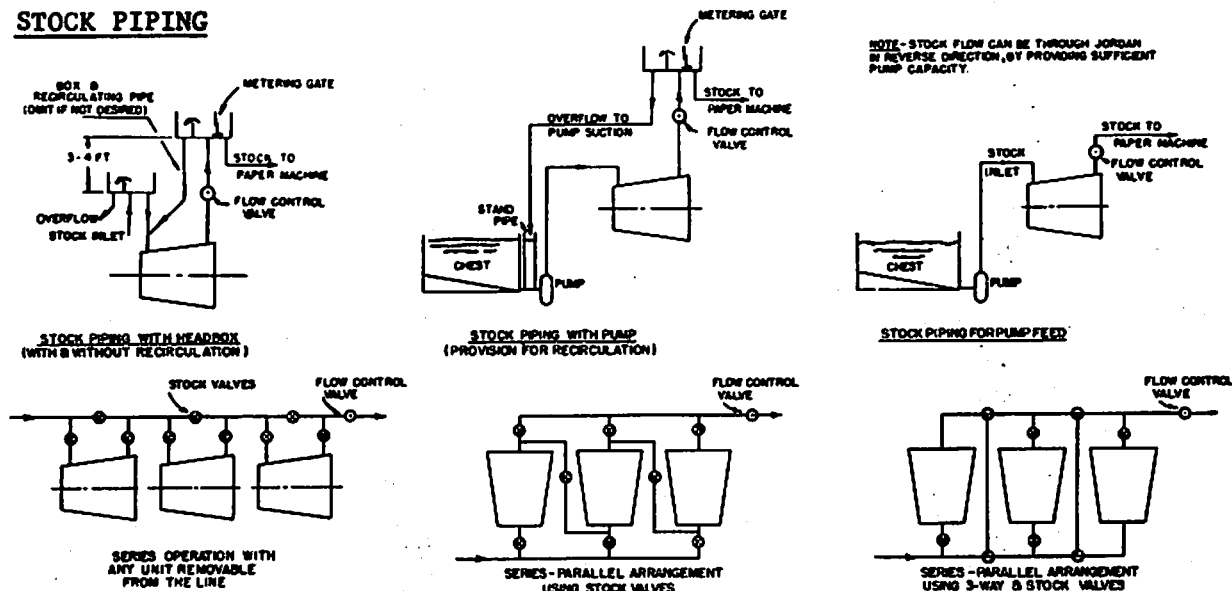 STOCK PIPING
BOX &
RECIRCULATING PIPE
(OMIT IF NOT DESIRED)
METERING GATE
3-4 FT
STOCK TO
PAPER MACHINE
FLOW CONTROL
VALVE
OVERFLOW
STOCK INLET
STOCK PIPING WITH HEADBOX
(WITH & WITHOUT RECIRCULATION)
METERING GATE
OVERFLOW TO
PUMP SUCTION
STOCK TO
PAPER MACHINE
FLOW CONTROL
VALVE
STAND
PIPE
CHEST
PUMP
STOCK PIPING WITH PUMP
(PROVISION FOR RECIRCULATION)
NOTE - STOCK FLOW CAN BE THROUGH JORDAN
IN REVERSE DIRECTION, BY PROVIDING SUFFICIENT
PUMP CAPACITY.
STOCK TO
PAPER MACHINE
STOCK
INLET
FLOW CONTROL
VALVE
CHEST
PUMP
STOCK PIPING FOR PUMP FEED
STOCK VALVES
FLOW CONTROL
VALVE
SERIES OPERATION WITH
ANY UNIT REMOVABLE
FROM THE LINE
FLOW CONTROL
VALVE
SERIES-PARALLEL ARRANGEMENT
USING STOCK VALVES
FLOW CONTROL
VALVE
SERIES-PARALLEL ARRANGEMENT
USING 3-WAY & STOCK VALVES